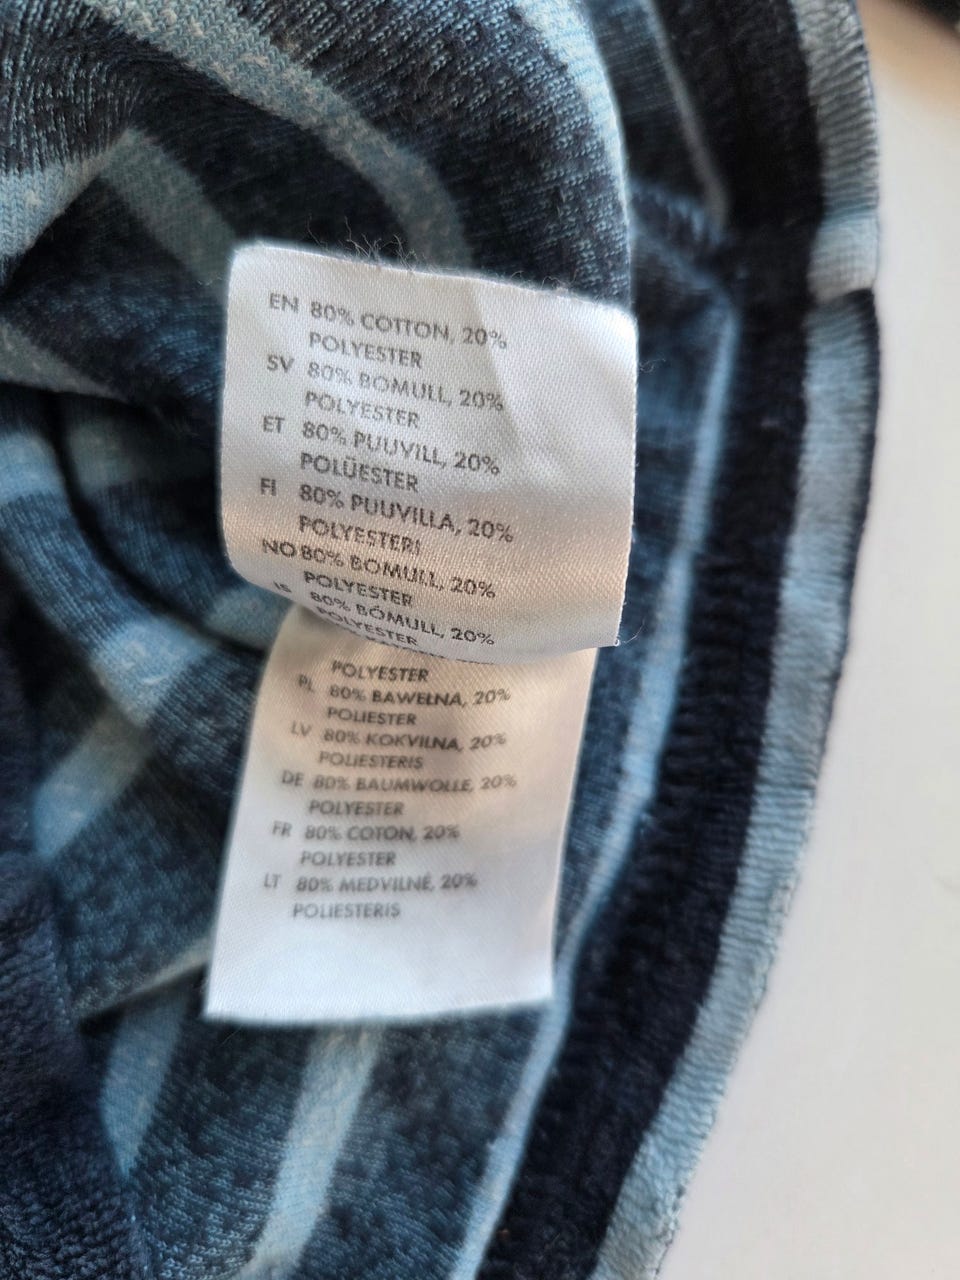 EN 80% COTTON, 20%
POLYESTER
SV 80% BOMULL, 20%
POLYESTER
ET 80% PUUVILL, 20%
POLÜESTER
FI 80% PUUVILLA, 20%
POLYESTERI
NO 80% BOMULL, 20%
POLYESTER
IS 80% BÓMULL, 20%
POLYESTER
POLYESTER
PL 80% BAWEŁNA, 20%
POLIESTER
LV 80% KOKVILNA, 20%
POLIESTERIS
DE 80% BAUMWOLLE, 20%
POLYESTER
FR 80% COTON, 20%
POLYESTER
LT 80% MEDVILNĖ, 20%
POLIESTERIS